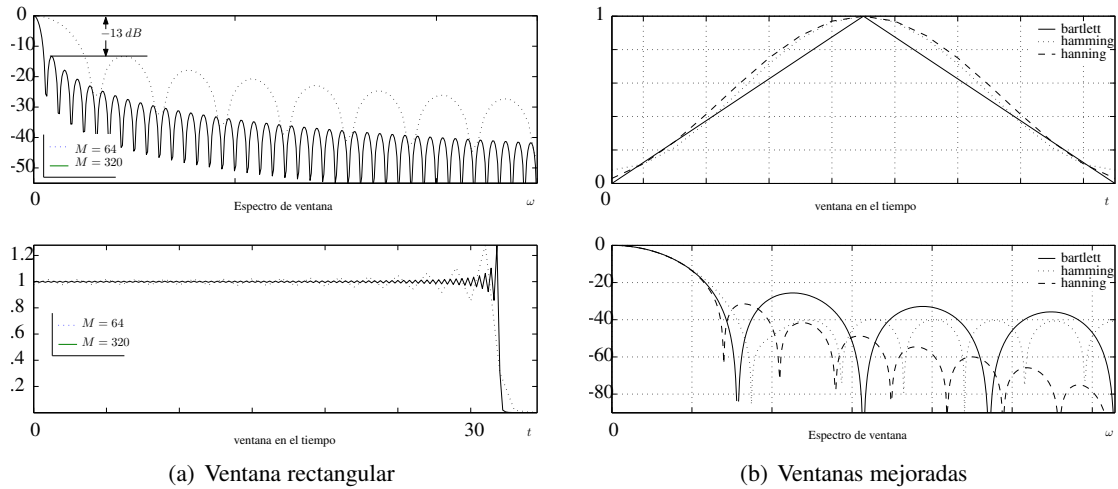 0
-10
-20
-30
-40
-50
−13 dB
M = 64
M = 320
0
Espectro de ventana
ω
1.2
1
.8
.6
.4
.2
M = 64
M = 320
0
30
ventana en el tiempo
t
(a) Ventana rectangular
1
0
bartlett
hamming
hanning
0
ventana en el tiempo
t
0
-20
-40
-60
-80
bartlett
hamming
hanning
0
Espectro de ventana
ω
(b) Ventanas mejoradas